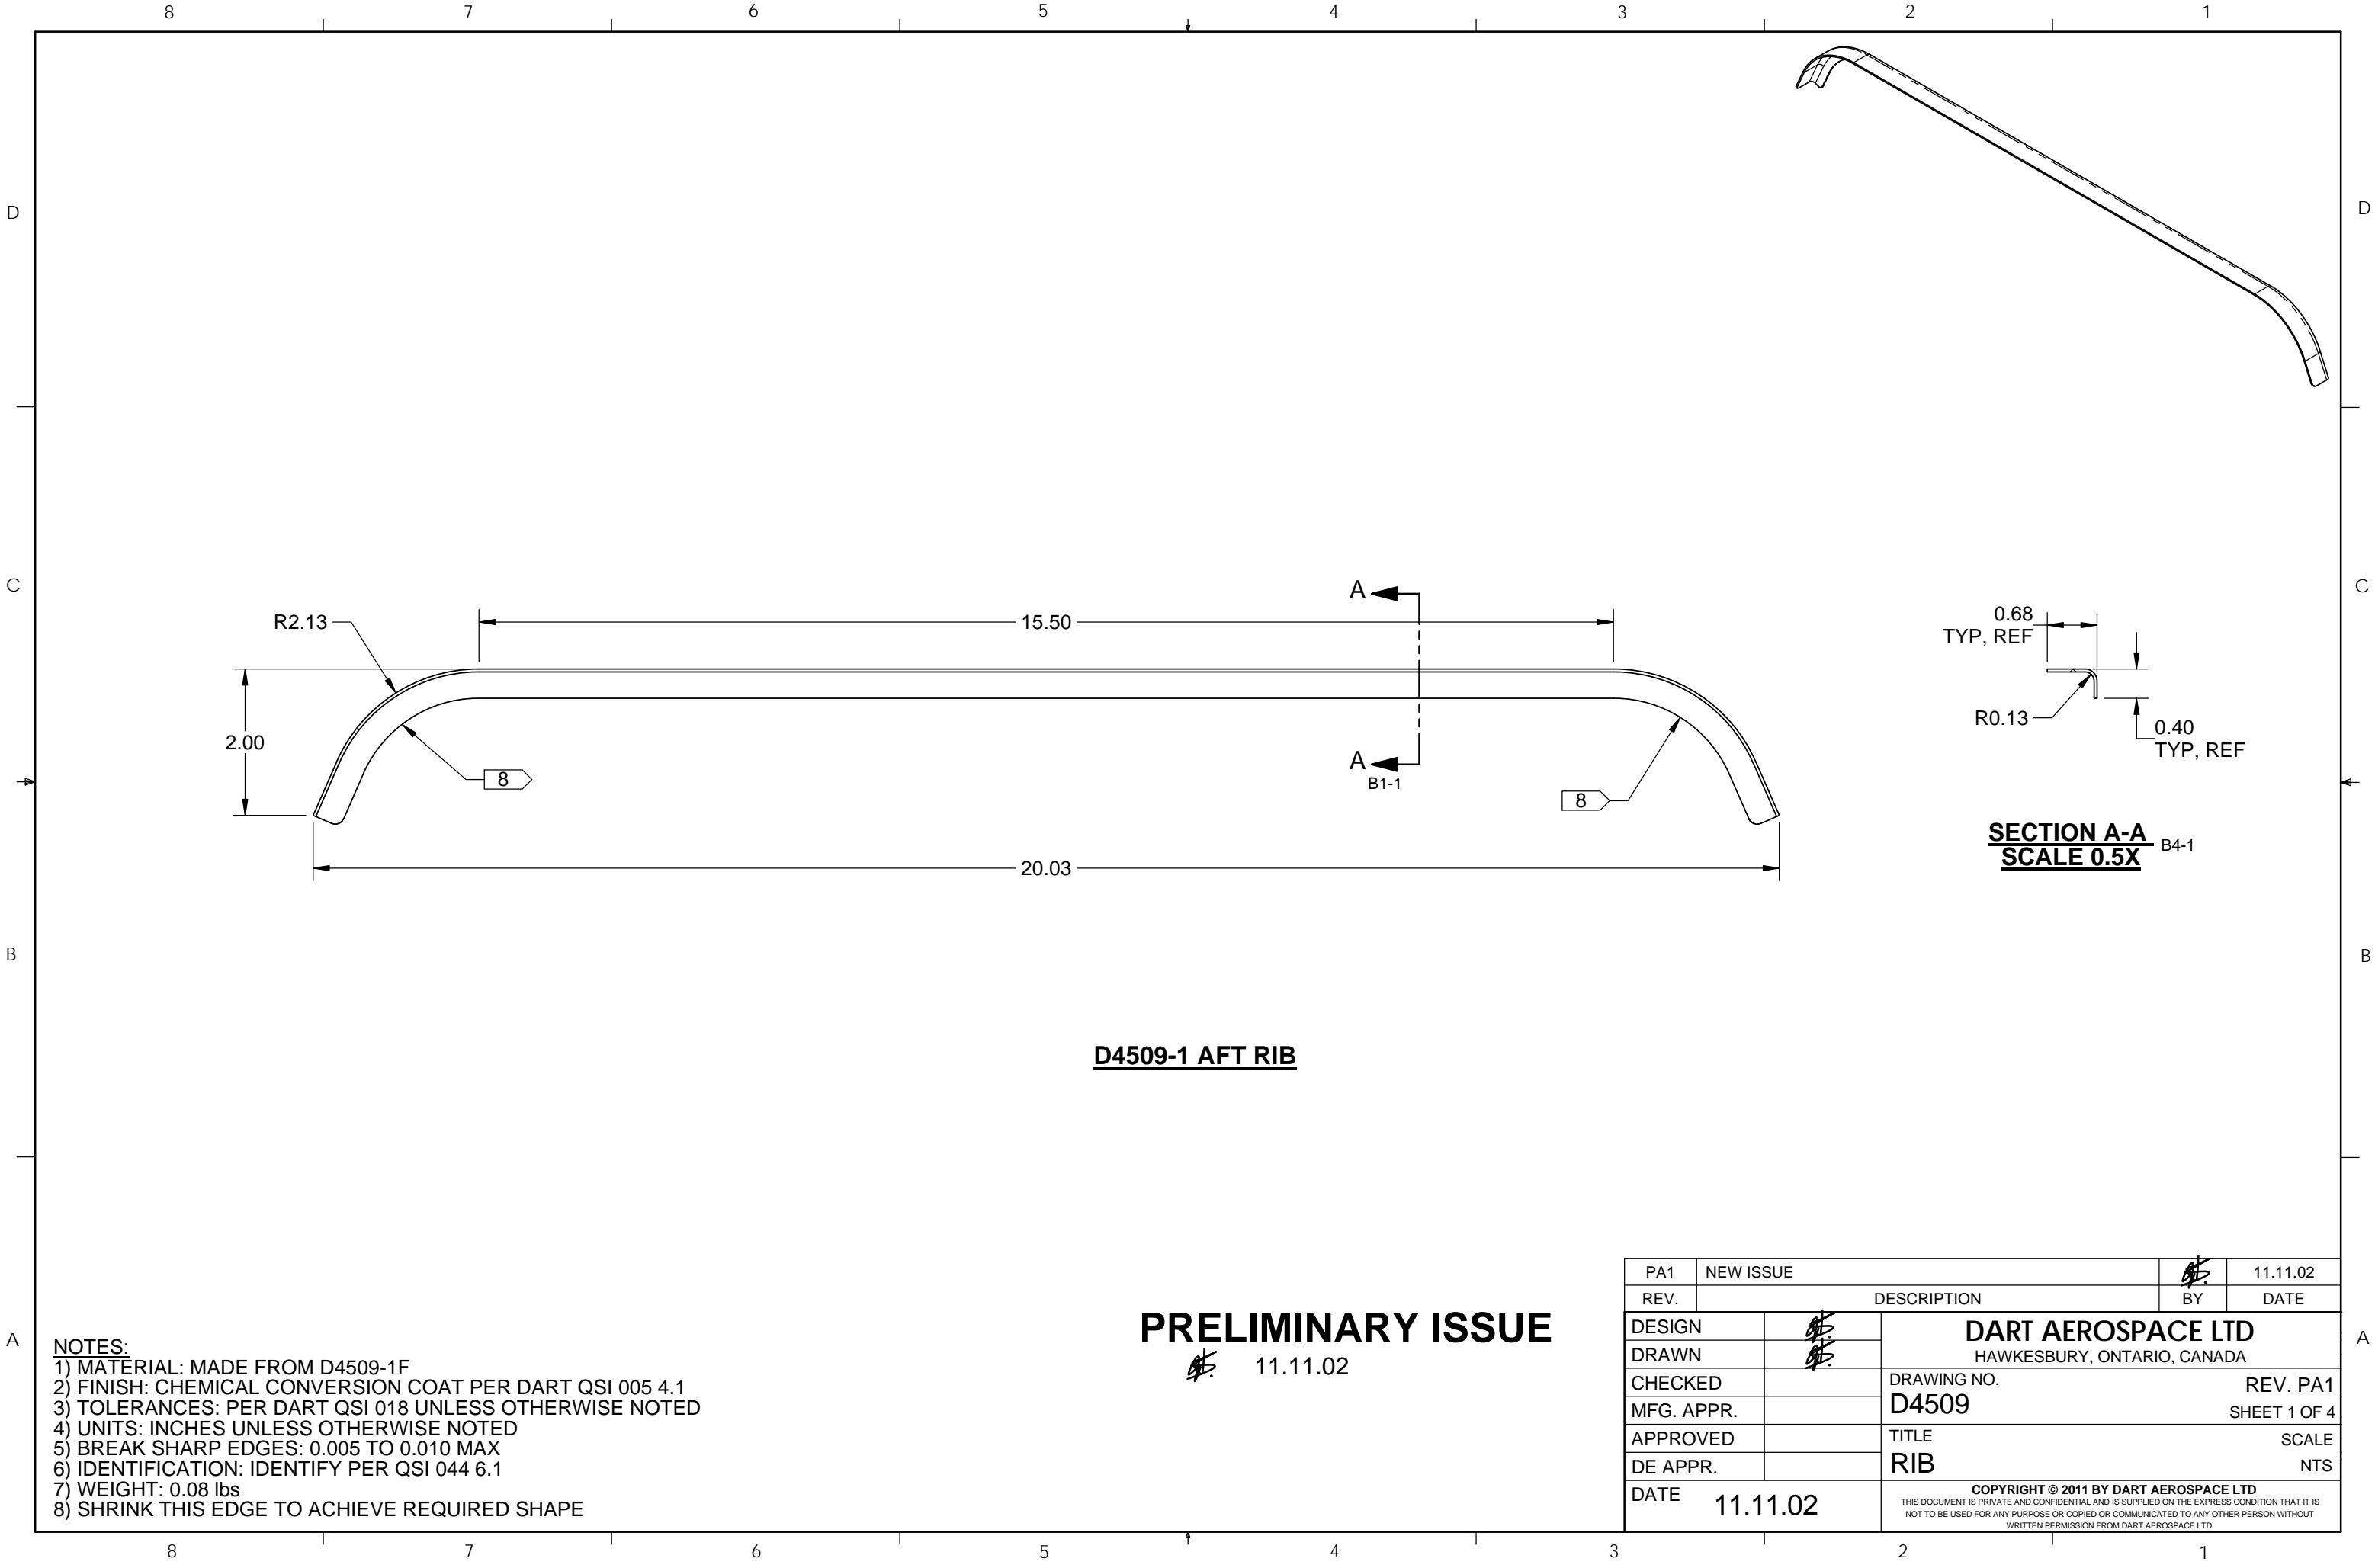 8 7 6 5 4 3 2 1
D D
C C
B B
A A
R2.13
15.50
A
A
B1-1
2.00
8
8
20.03
0.68
TYP, REF
R0.13
0.40
TYP, REF
SECTION A-A B4-1
SCALE 0.5X
D4509-1 AFT RIB
PRELIMINARY ISSUE
11.11.02
NOTES:
1) MATERIAL: MADE FROM D4509-1F
2) FINISH: CHEMICAL CONVERSION COAT PER DART QSI 005 4.1
3) TOLERANCES: PER DART QSI 018 UNLESS OTHERWISE NOTED
4) UNITS: INCHES UNLESS OTHERWISE NOTED
5) BREAK SHARP EDGES: 0.005 TO 0.010 MAX
6) IDENTIFICATION: IDENTIFY PER QSI 044 6.1
7) WEIGHT: 0.08 lbs
8) SHRINK THIS EDGE TO ACHIEVE REQUIRED SHAPE
PA1 NEW ISSUE 11.11.02
REV. DESCRIPTION BY DATE
DESIGN
DRAWN
CHECKED
MFG. APPR.
APPROVED
DE APPR.
DATE 11.11.02
DART AEROSPACE LTD
HAWKESBURY, ONTARIO, CANADA
DRAWING NO. REV. PA1
D4509 SHEET 1 OF 4
TITLE SCALE
RIB NTS
COPYRIGHT © 2011 BY DART AEROSPACE LTD
THIS DOCUMENT IS PRIVATE AND CONFIDENTIAL AND IS SUPPLIED ON THE EXPRESS CONDITION THAT IT IS
NOT TO BE USED FOR ANY PURPOSE OR COPIED OR COMMUNICATED TO ANY OTHER PERSON WITHOUT
WRITTEN PERMISSION FROM DART AEROSPACE LTD.
8 7 6 5 4 3 2 1